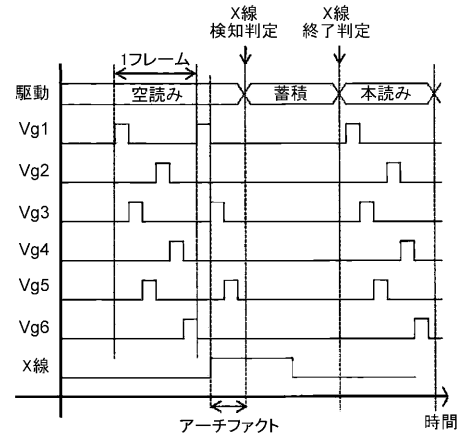 X線
検知判定
X線
終了判定
1フレーム
駆動
空読み
蓄積
本読み
Vg1
Vg2
Vg3
Vg4
Vg5
Vg6
X線
時間
アーチファクト